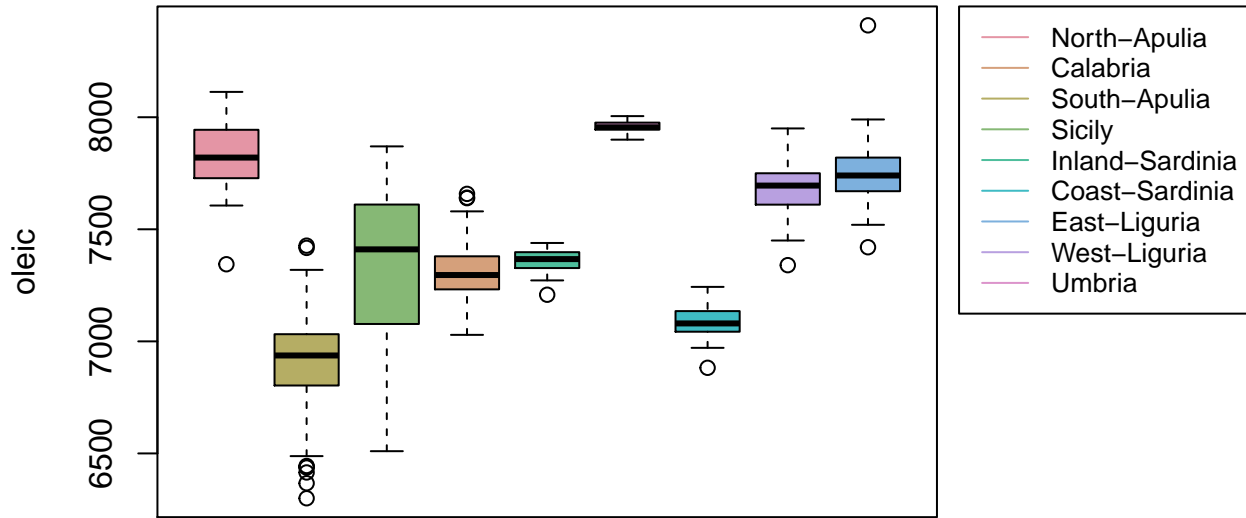 oleic
8000
7500
7000
6500
North−Apulia
Calabria
South−Apulia
Sicily
Inland−Sardinia
Coast−Sardinia
East−Liguria
West−Liguria
Umbria